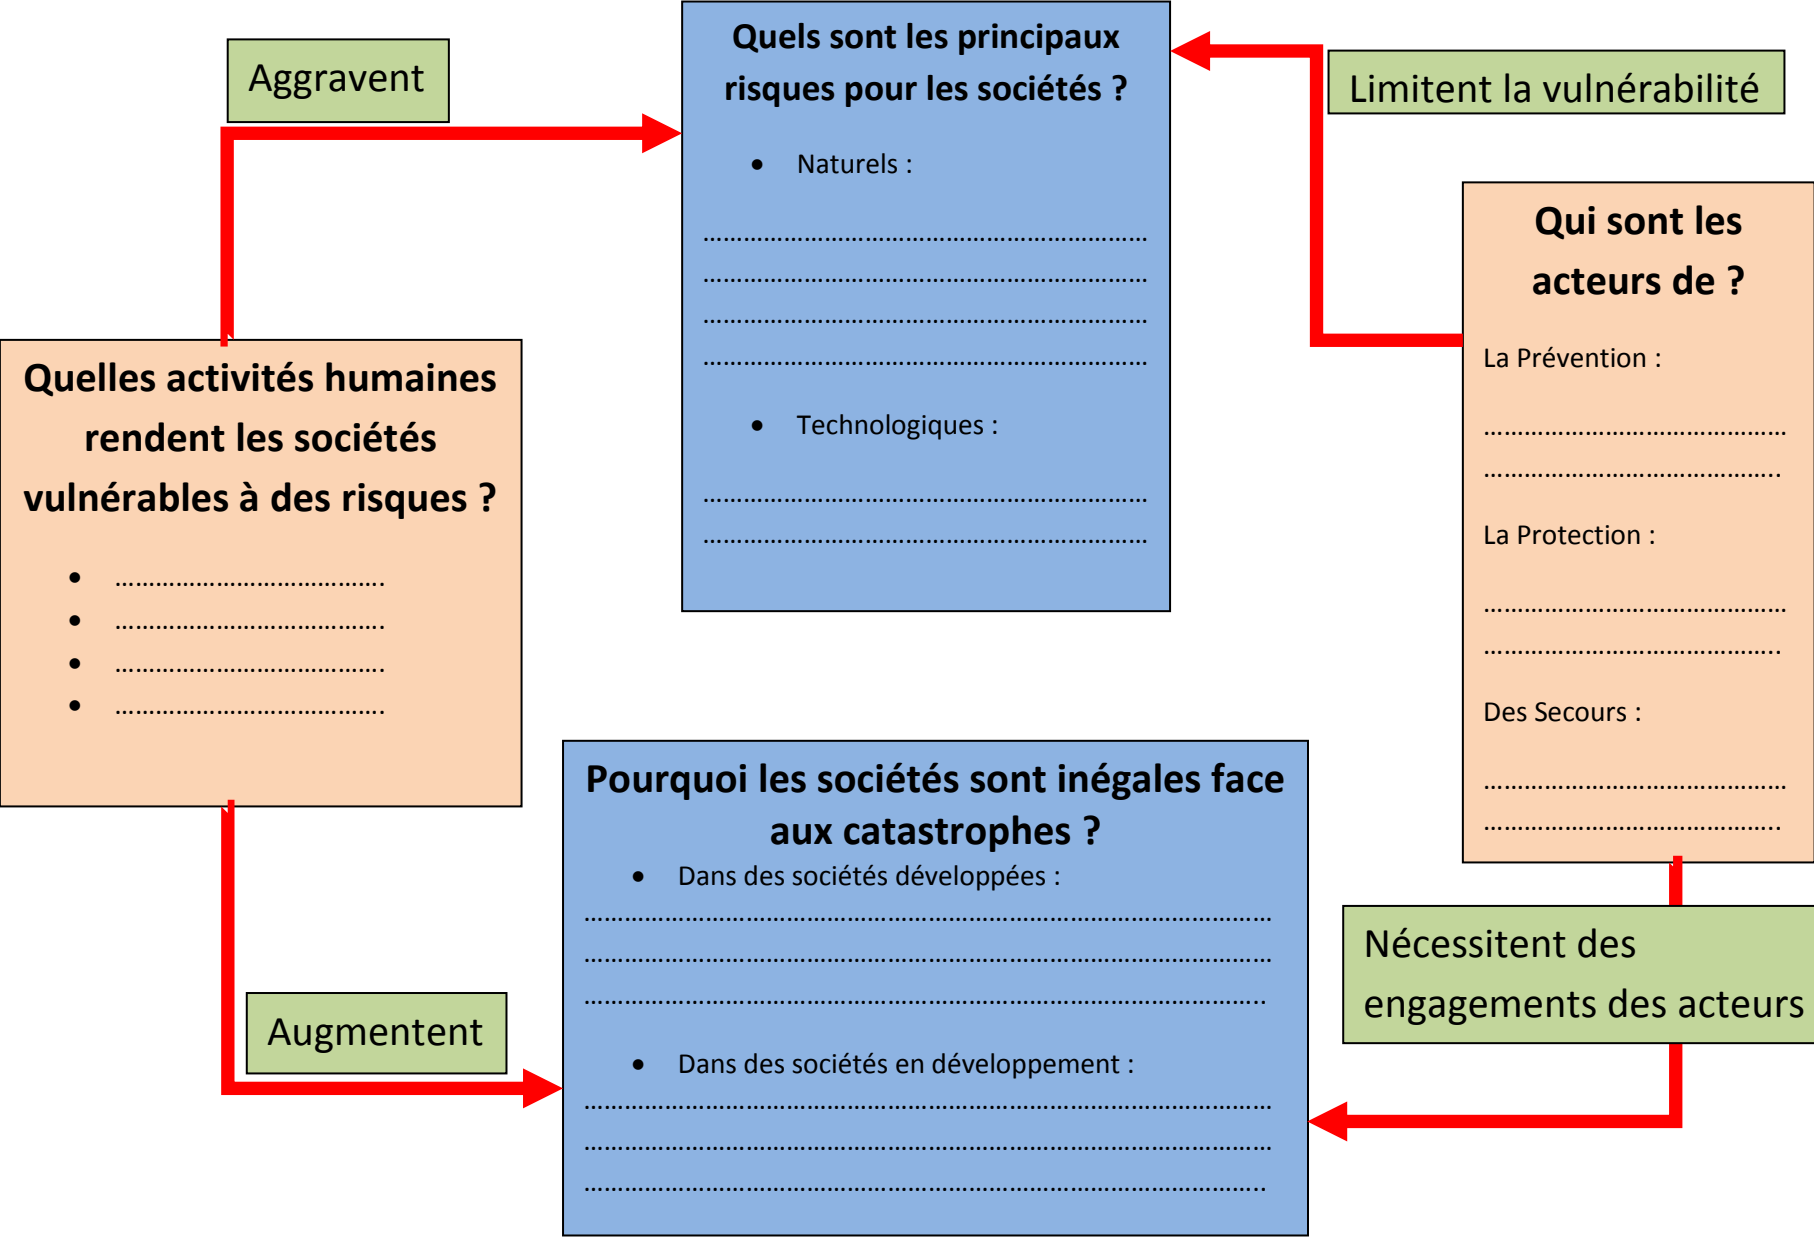 Aggravent
Quels sont les principaux
risques pour les sociétés ?
• Naturels :
……………………………………………………………
……………………………………………………………
……………………………………………………………
……………………………………………………………
• Technologiques :
……………………………………………………………
……………………………………………………………
Limitent la vulnérabilité
Quelles activités humaines
rendent les sociétés
vulnérables à des risques ?
• ………………………………….
• ………………………………….
• ………………………………….
• ………………………………….
Qui sont les
acteurs de ?
La Prévention :
………………………………………
……………………………………..
La Protection :
………………………………………
……………………………………..
Des Secours :
………………………………………
……………………………………..
Pourquoi les sociétés sont inégales face
aux catastrophes ?
• Dans des sociétés développées :
…………………………………………………………………………………………
…………………………………………………………………………………………
………………………………………………………………………………………..
• Dans des sociétés en développement :
…………………………………………………………………………………………
…………………………………………………………………………………………
………………………………………………………………………………………..
Augmentent
Nécessitent des
engagements des acteurs